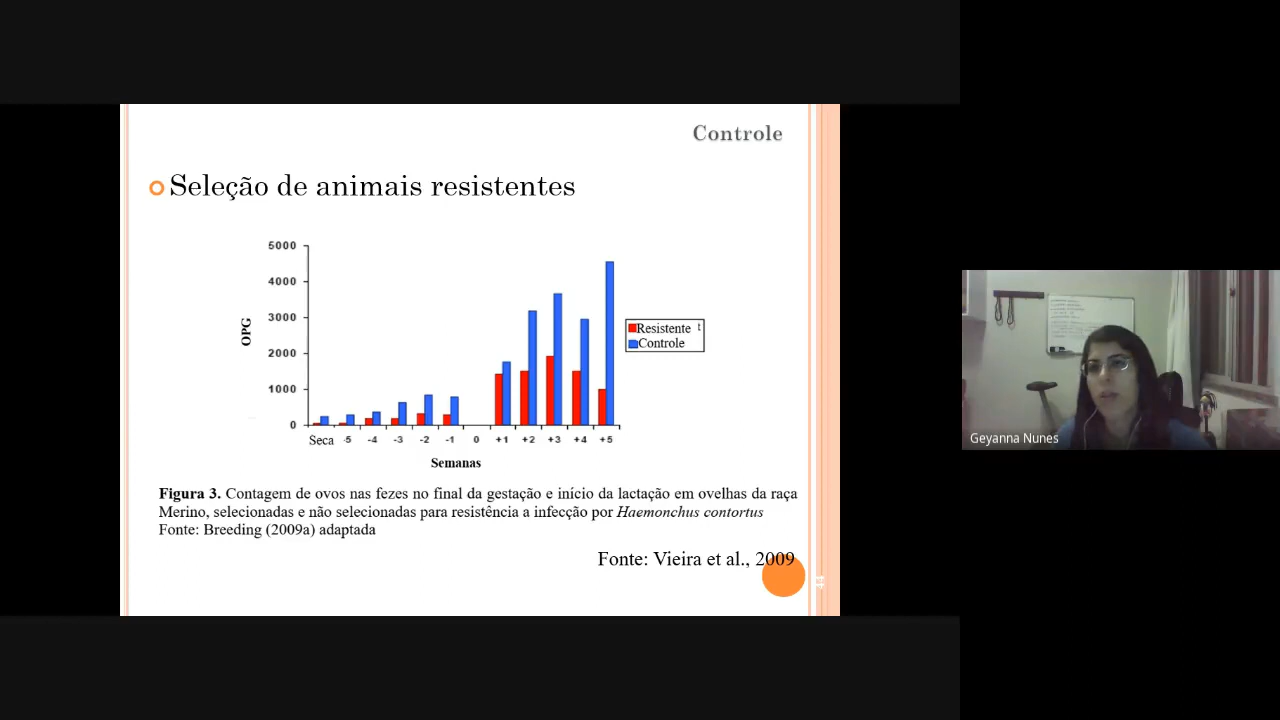 Controle
Seleção de animais resistentes
5000
4000
3000
2000
1000
0
OPG
Resistente t
Controle
Seca -5 -4 -3 -2 -1 0 +1 +2 +3 +4 +5
Semanas
Figura 3. Contagem de ovos nas fezes no final da gestação e início da lactação em ovelhas da raça
Merino, selecionadas e não selecionadas para resistência a infecção por Haemonchus contortus
Fonte: Breeding (2009a) adaptada
Fonte: Vieira et al., 2009
Geyanna Nunes